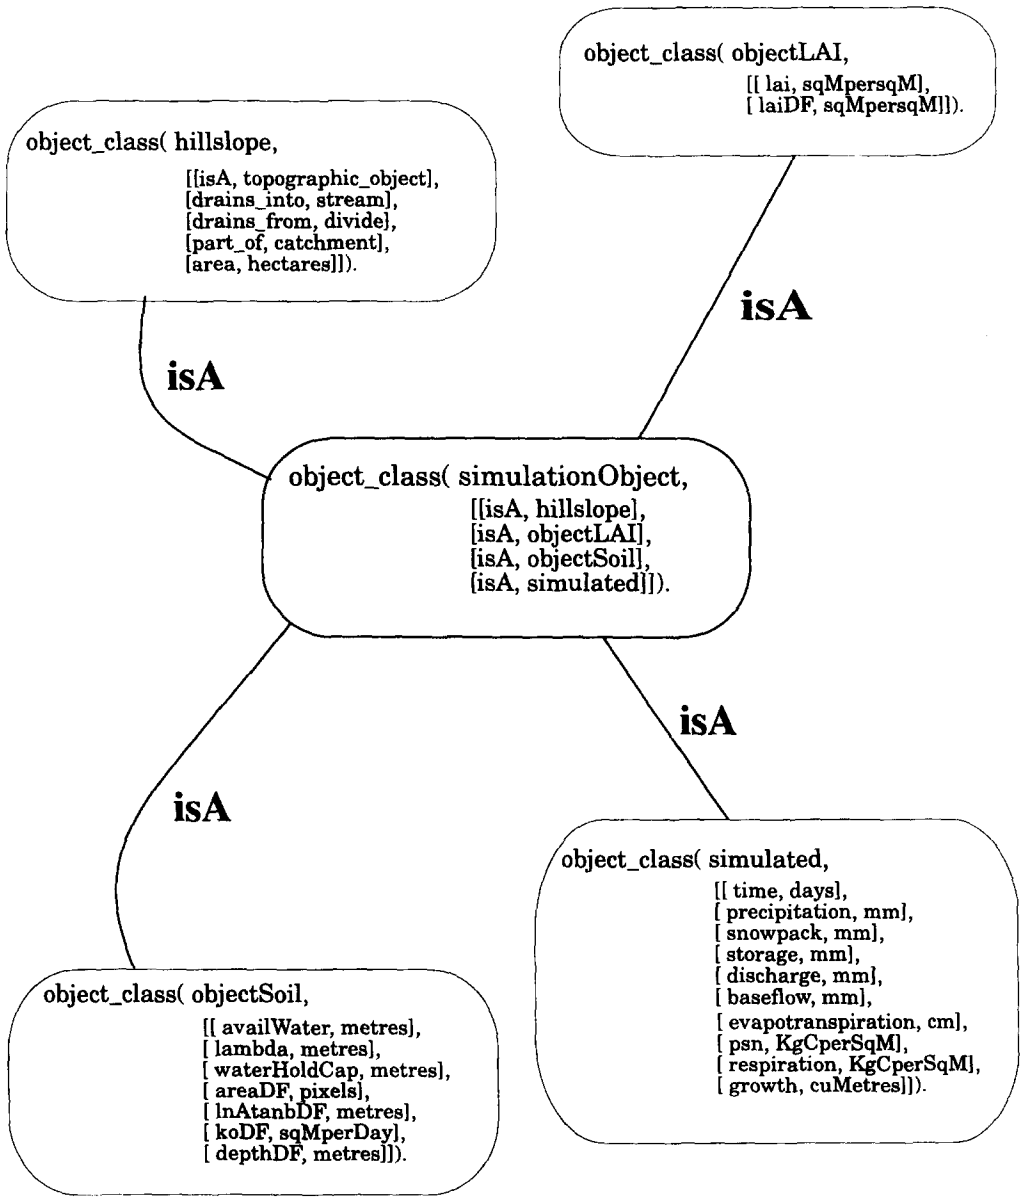 object_class( objectLAI,
[[ lai, sqMpersqM],
[ laiDF, sqMpersqM]]).
object_class( hillslope,
[[isA, topographic_object],
[drains_into, stream],
[drains_from, divide],
[part_of, catchment],
[area, hectares]]).
isA
isA
object_class( simulationObject,
[[isA, hillslope],
[isA, objectLAI],
[isA, objectSoil],
[isA, simulated]]).
isA
isA
object_class( simulated,
[[ time, days],
[ precipitation, mm],
[ snowpack, mm],
[ storage, mm],
[ discharge, mm],
[ baseflow, mm],
[ evapotranspiration, cm],
[ psn, KgCperSqM],
[ respiration, KgCperSqM],
[ growth, cuMetres]]).
object_class( objectSoil,
[[ availWater, metres],
[ lambda, metres],
[ waterHoldCap, metres],
[ areaDF, pixels],
[ lnAtanbDF, metres],
[ koDF, sqMperDay],
[ depthDF, metres]]).